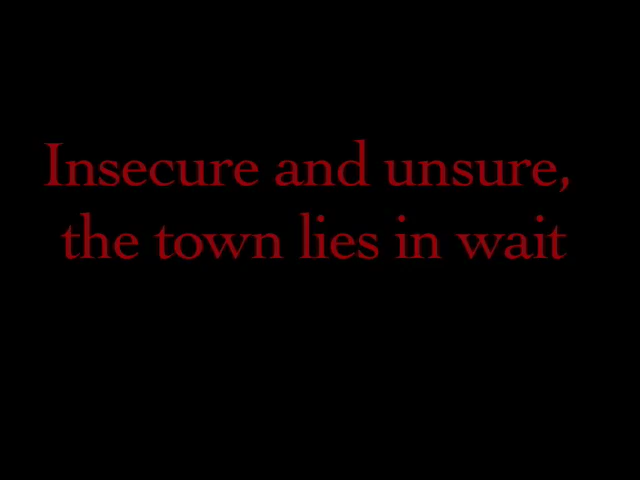 Insecure and unsure,
the town lies in wait